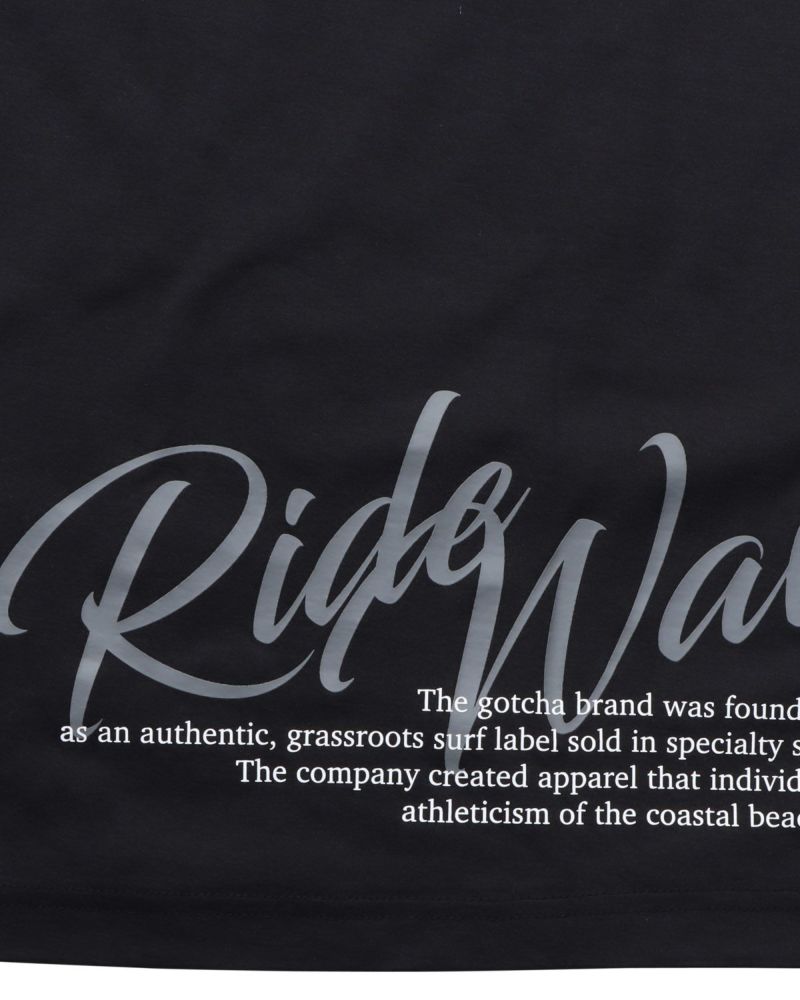 Ride Wa
The gotcha brand was found
as an authentic, grassroots surf label sold in specialty s
The company created apparel that individ
athleticism of the coastal bea